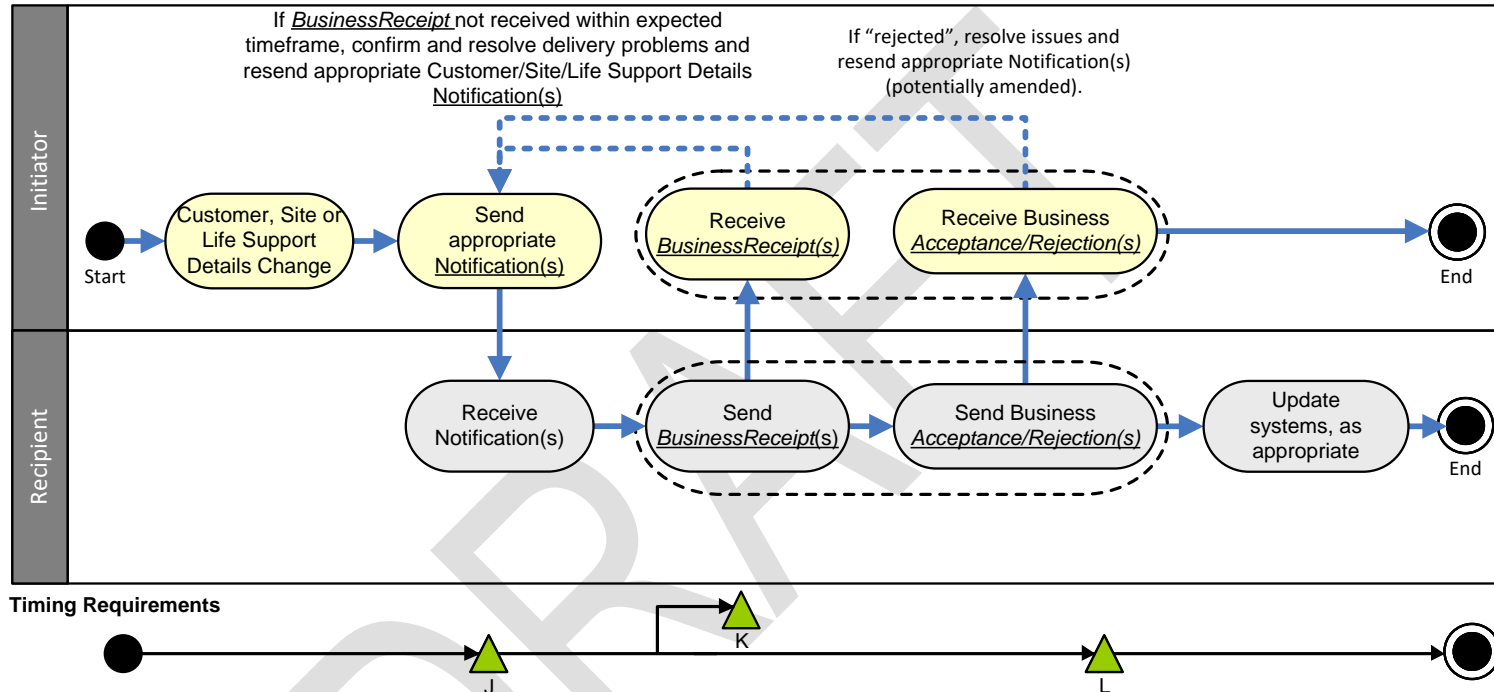 If BusinessReceipt not received within expected
timeframe, confirm and resolve delivery problems and
resend appropriate Customer/Site/Life Support Details
Notification(s)
If “rejected”, resolve issues and
resend appropriate Notification(s)
(potentially amended).
Initiator
Start
Customer, Site or
Life Support
Details Change
Send
appropriate
Notification(s)
Receive
BusinessReceipt(s)
Receive Business
Acceptance/Rejection(s)
End
Recipient
Receive
Notification(s)
Send
BusinessReceipt(s)
Send Business
Acceptance/Rejection(s)
Update
systems, as
appropriate
End
DRAFT
Timing Requirements
J
K
L